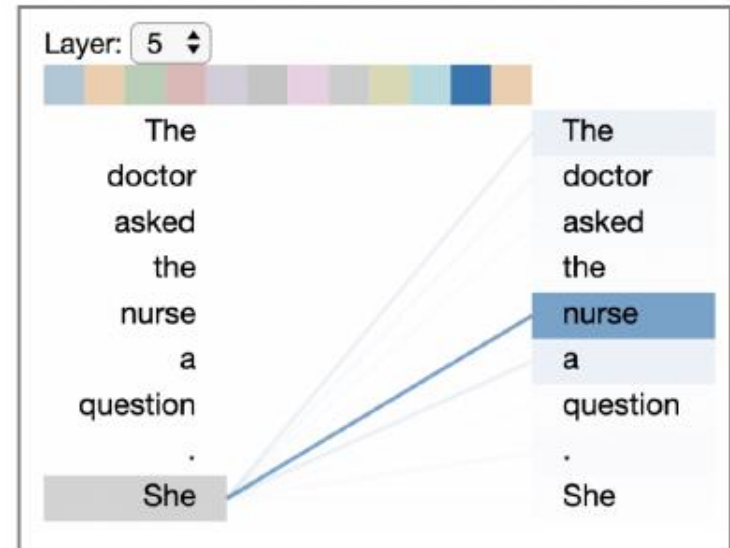 Layer: 5
The The
doctor doctor
asked asked
the the
nurse nurse
a a
question question
. .
She She